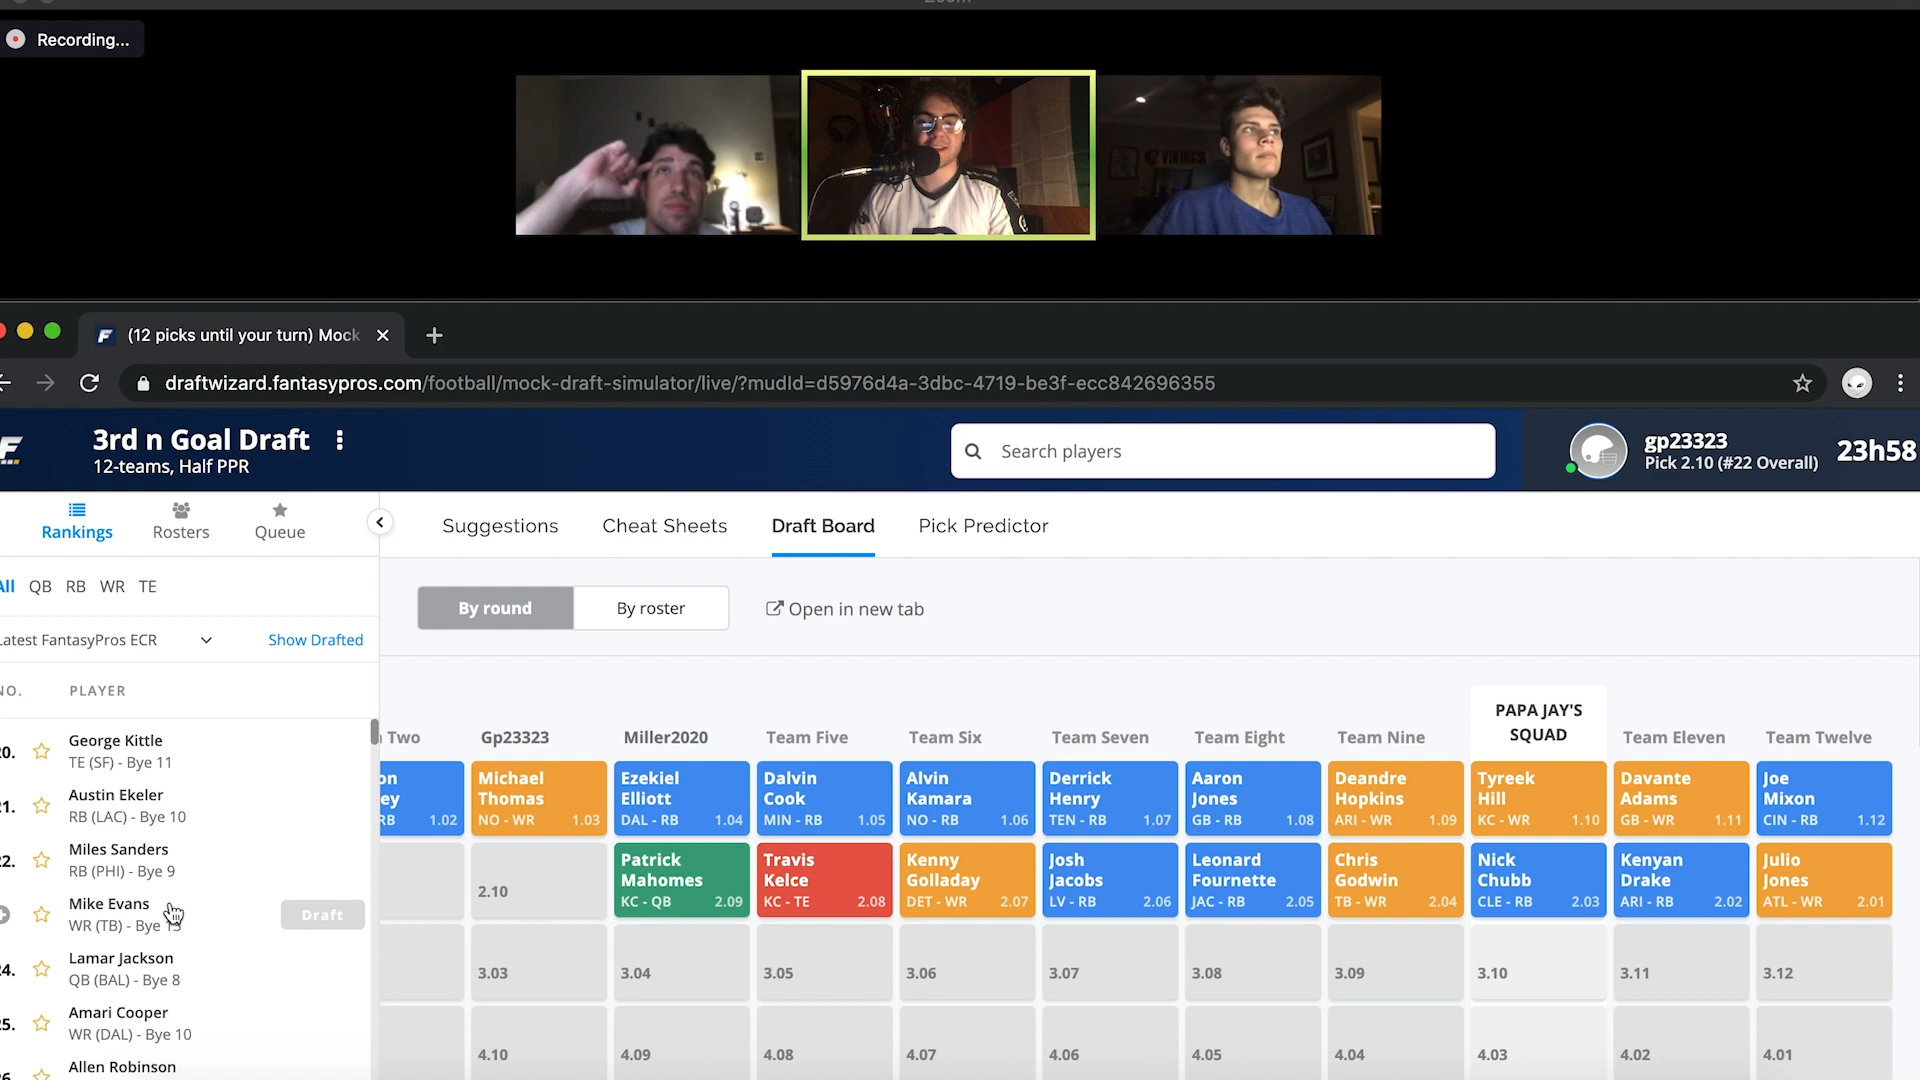 Recording...
VIKINGS
(12 picks until your turn) Mock
draftwizard.fantasypros.com/football/mock-draft-simulator/live/?mudId=d5976d4a-3dbc-4719-be3f-ecc842696355
3rd n Goal Draft
12-teams, Half PPR
Search players
gp23323
Pick 2.10 (#22 Overall)
23h58
Rankings
Rosters
Queue
Suggestions
Cheat Sheets
Draft Board
Pick Predictor
All QB RB WR TE
By round
By roster
Open in new tab
Latest FantasyPros ECR
Show Drafted
NO.
PLAYER
George Kittle
TE (SF) - Bye 11
Austin Ekeler
RB (LAC) - Bye 10
Miles Sanders
RB (PHI) - Bye 9
Mike Evans
WR (TB) - Bye 13
Draft
Lamar Jackson
QB (BAL) - Bye 8
Amari Cooper
WR (DAL) - Bye 10
Allen Robinson
Two
Gp23323
Miller2020
Team Five
Team Six
Team Seven
Team Eight
Team Nine
PAPA JAY'S
SQUAD
Team Eleven
Team Twelve
on
ey
RB 1.02
Michael
Thomas
NO - WR 1.03
Ezekiel
Elliott
DAL - RB 1.04
Dalvin
Cook
MIN - RB 1.05
Alvin
Kamara
NO - RB 1.06
Derrick
Henry
TEN - RB 1.07
Aaron
Jones
GB - RB 1.08
Deandre
Hopkins
ARI - WR 1.09
Tyreek
Hill
KC - WR 1.10
Davante
Adams
GB - WR 1.11
Joe
Mixon
CIN - RB 1.12
2.10
Patrick
Mahomes
KC - QB 2.09
Travis
Kelce
KC - TE 2.08
Kenny
Golladay
DET - WR 2.07
Josh
Jacobs
LV - RB 2.06
Leonard
Fournette
JAC - RB 2.05
Chris
Godwin
TB - WR 2.04
Nick
Chubb
CLE - RB 2.03
Kenyan
Drake
ARI - RB 2.02
Julio
Jones
ATL - WR 2.01
3.03
3.04
3.05
3.06
3.07
3.08
3.09
3.10
3.11
3.12
4.10
4.09
4.08
4.07
4.06
4.05
4.04
4.03
4.02
4.01